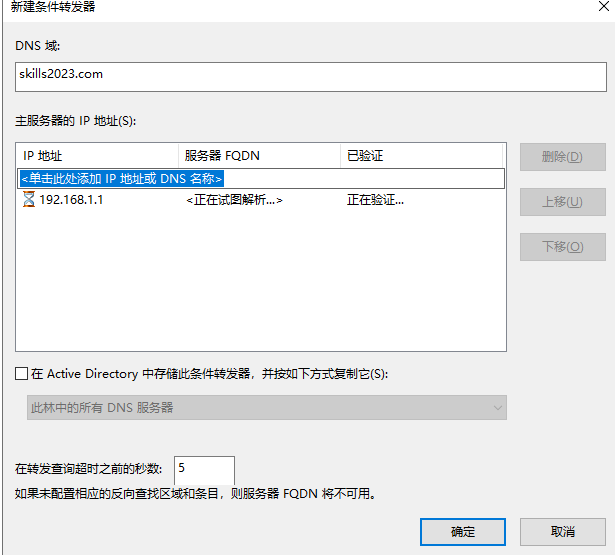 新建条件转发器
DNS 域:
skills2023.com
主服务器的 IP 地址(S):
IP 地址 服务器 FQDN 已验证
<单击此处添加 IP 地址或 DNS 名称>
192.168.1.1 <正在试图解析...> 正在验证...
删除(D)
上移(U)
下移(O)
在 Active Directory 中存储此条件转发器，并按如下方式复制它(S):
此林中的所有 DNS 服务器
在转发查询超时之前的秒数: 5
如果未配置相应的反向查找区域和条目，则服务器 FQDN 将不可用。
确定 取消